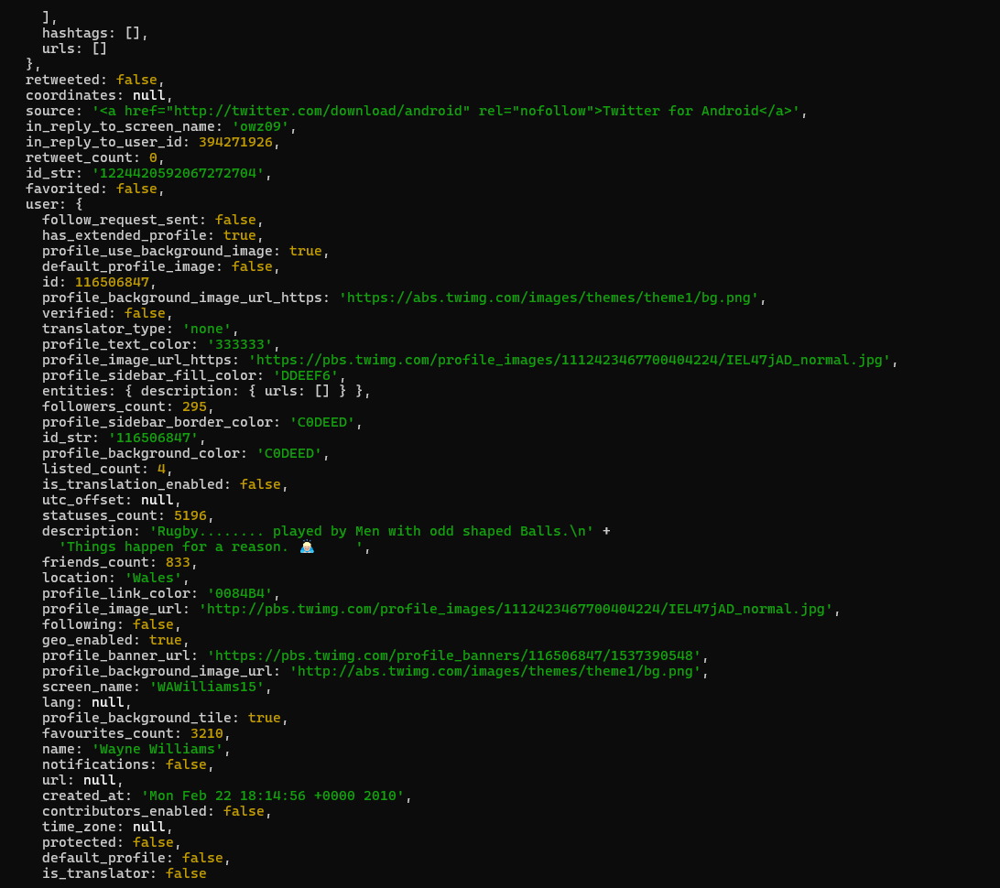 ],
hashtags: [],
urls: []
},
retweeted: false,
coordinates: null,
source: '<a href="http://twitter.com/download/android" rel="nofollow">Twitter for Android</a>',
in_reply_to_screen_name: 'owz09',
in_reply_to_user_id: 394271926,
retweet_count: 0,
id_str: '1224420592067272704',
favorited: false,
user: {
follow_request_sent: false,
has_extended_profile: true,
profile_use_background_image: true,
default_profile_image: false,
id: 116506847,
profile_background_image_url_https: 'https://abs.twimg.com/images/themes/theme1/bg.png',
verified: false,
translator_type: 'none',
profile_text_color: '333333',
profile_image_url_https: 'https://pbs.twimg.com/profile_images/1112423467700404224/IEL47jAD_normal.jpg',
profile_sidebar_fill_color: 'DDEEF6',
entities: { description: { urls: [] } },
followers_count: 295,
profile_sidebar_border_color: 'C0DEED',
id_str: '116506847',
profile_background_color: 'C0DEED',
listed_count: 4,
is_translation_enabled: false,
utc_offset: null,
statuses_count: 5196,
description: 'Rugby........ played by Men with odd shaped Balls.\n' +
'Things happen for a reason. ',
friends_count: 833,
location: 'Wales',
profile_link_color: '0084B4',
profile_image_url: 'http://pbs.twimg.com/profile_images/1112423467700404224/IEL47jAD_normal.jpg',
following: false,
geo_enabled: true,
profile_banner_url: 'https://pbs.twimg.com/profile_banners/116506847/1537390548',
profile_background_image_url: 'http://abs.twimg.com/images/themes/theme1/bg.png',
screen_name: 'WAWilliams15',
lang: null,
profile_background_tile: true,
favourites_count: 3210,
name: 'Wayne Williams',
notifications: false,
url: null,
created_at: 'Mon Feb 22 18:14:56 +0000 2010',
contributors_enabled: false,
time_zone: null,
protected: false,
default_profile: false,
is_translator: false